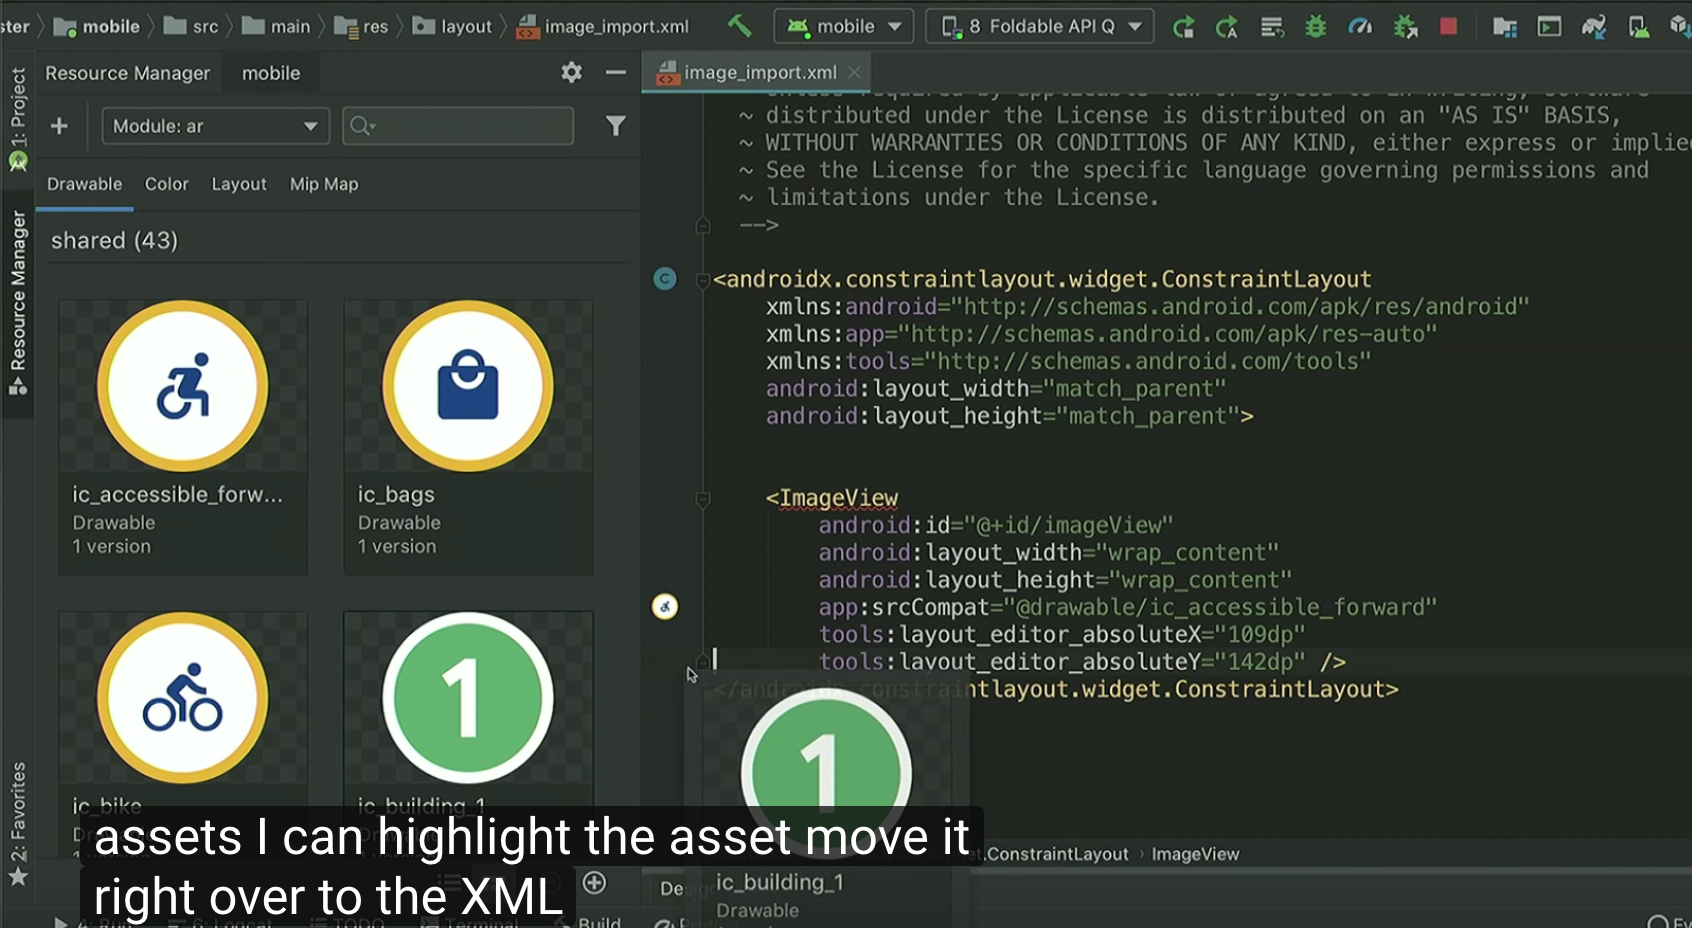 ster mobile src main res layout image_import.xml mobile 8 Foldable API Q
Resource Manager mobile
image_import.xml
1: Project
Resource Manager
2: Favorites
Module: ar
Drawable Color Layout Mip Map
shared (43)
ic_accessible_forw...
Drawable
1 version
ic_bags
Drawable
1 version
ic_bike
1
ic_building_1
~ distributed under the License is distributed on an "AS IS" BASIS,
~ WITHOUT WARRANTIES OR CONDITIONS OF ANY KIND, either express or implie
~ See the License for the specific language governing permissions and
~ limitations under the License.
-->
C
<androidx.constraintlayout.widget.ConstraintLayout
xmlns:android="http://schemas.android.com/apk/res/android"
xmlns:app="http://schemas.android.com/apk/res-auto"
xmlns:tools="http://schemas.android.com/tools"
android:layout_width="match_parent"
android:layout_height="match_parent">
<ImageView
android:id="@+id/imageView"
android:layout_width="wrap_content"
android:layout_height="wrap_content"
app:srcCompat="@drawable/ic_accessible_forward"
tools:layout_editor_absoluteX="109dp"
tools:layout_editor_absoluteY="142dp" />
</androidx.constraintlayout.widget.ConstraintLayout>
1
assets I can highlight the asset move it
right over to the XML
t.ConstraintLayout › ImageView
ic_building_1
Drawable
Build